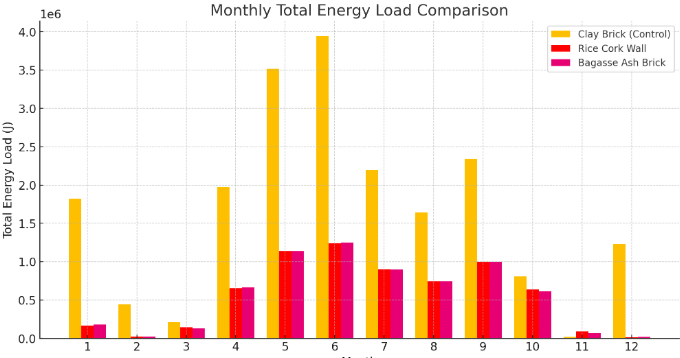 Monthly Total Energy Load Comparison
1e6
Clay Brick (Control)
Rice Cork Wall
Bagasse Ash Brick
Total Energy Load (J)
4.0
3.5
3.0
2.5
2.0
1.5
1.0
0.5
0.0
1 2 3 4 5 6 7 8 9 10 11 12